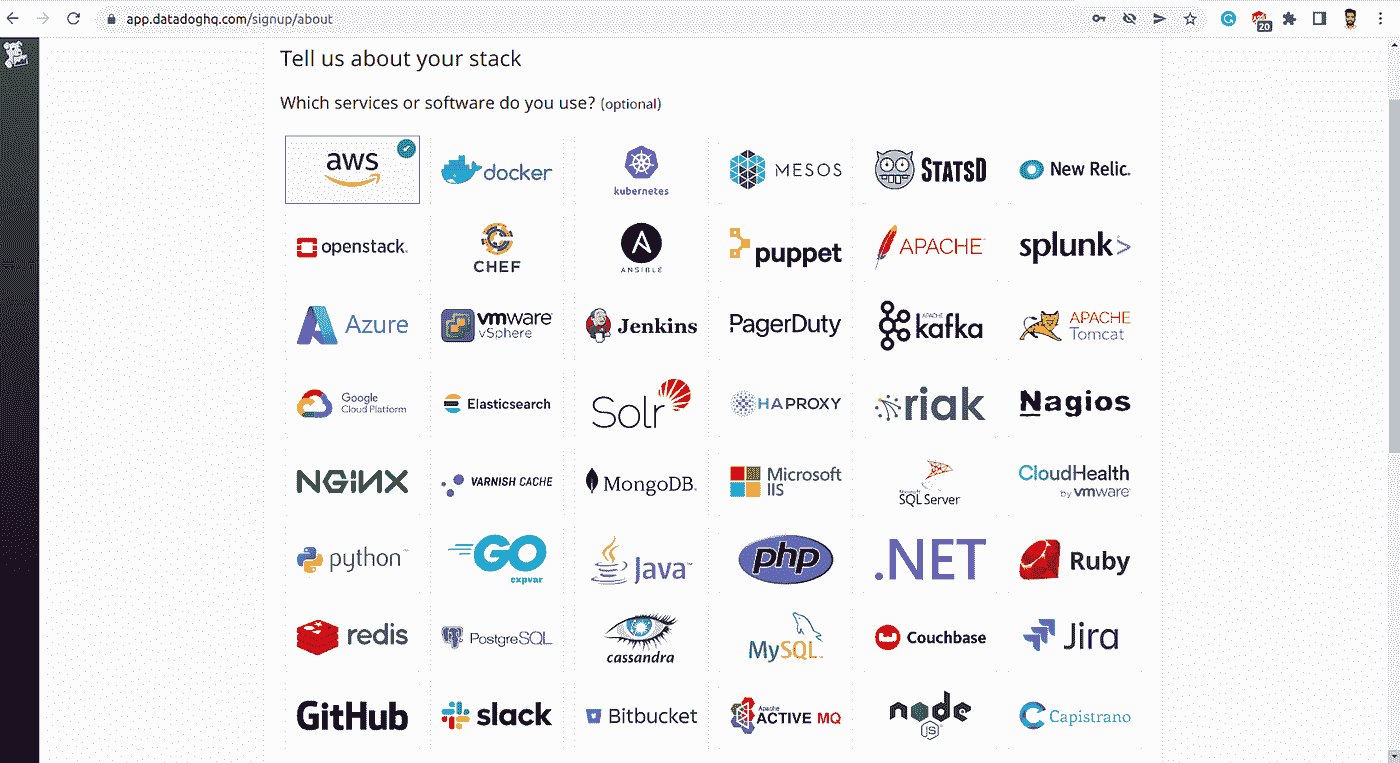 app.datadoghq.com/signup/about
20
Tell us about your stack
Which services or software do you use? (optional)
aws docker kubernetes MESOS STATSD New Relic.
openstack. CHEF ANSIBLE puppet APACHE splunk>
Azure vmware vSphere Jenkins PagerDuty APACHE kafka APACHE Tomcat
Google Cloud Platform Elasticsearch Solr HAPROXY riak Nagios
NGINX VARNISH CACHE MongoDB. Microsoft IIS Microsoft SQL Server CloudHealth by vmware
python™ GO expvar Java™ php .NET Ruby
redis PostgreSQL cassandra MySQL™ Couchbase Jira
GitHub slack Bitbucket Apache ACTIVE MQ node JS Capistrano